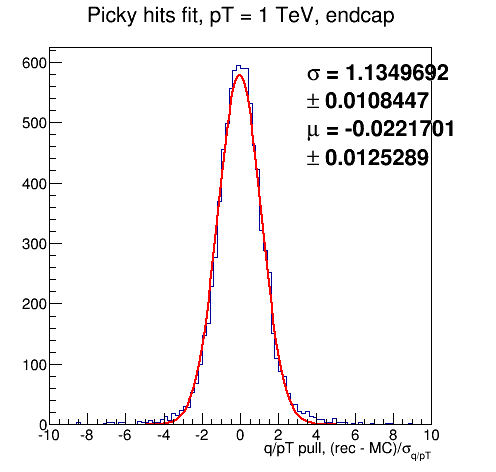 Picky hits fit, pT = 1 TeV, endcap
σ = 1.1349692
± 0.0108447
μ = -0.0221701
± 0.0125289
600
500
400
300
200
100
0
-10 -8 -6 -4 -2 0 2 4 6 8 10
q/pT pull, (rec - MC)/σ_q/pT